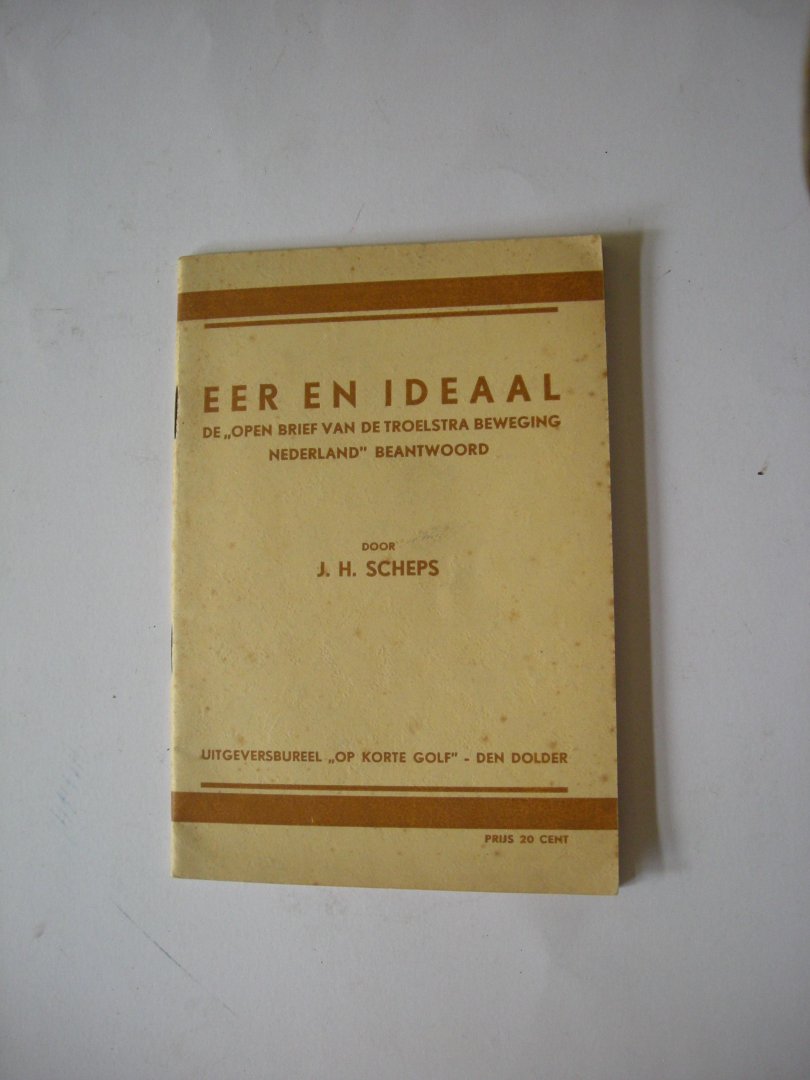 EER EN IDEAAL
DE „OPEN BRIEF VAN DE TROELSTRA BEWEGING
NEDERLAND” BEANTWOORD
DOOR
J. H. SCHEPS
UITGEVERSBUREEL „OP KORTE GOLF” - DEN DOLDER
PRIJS 20 CENT